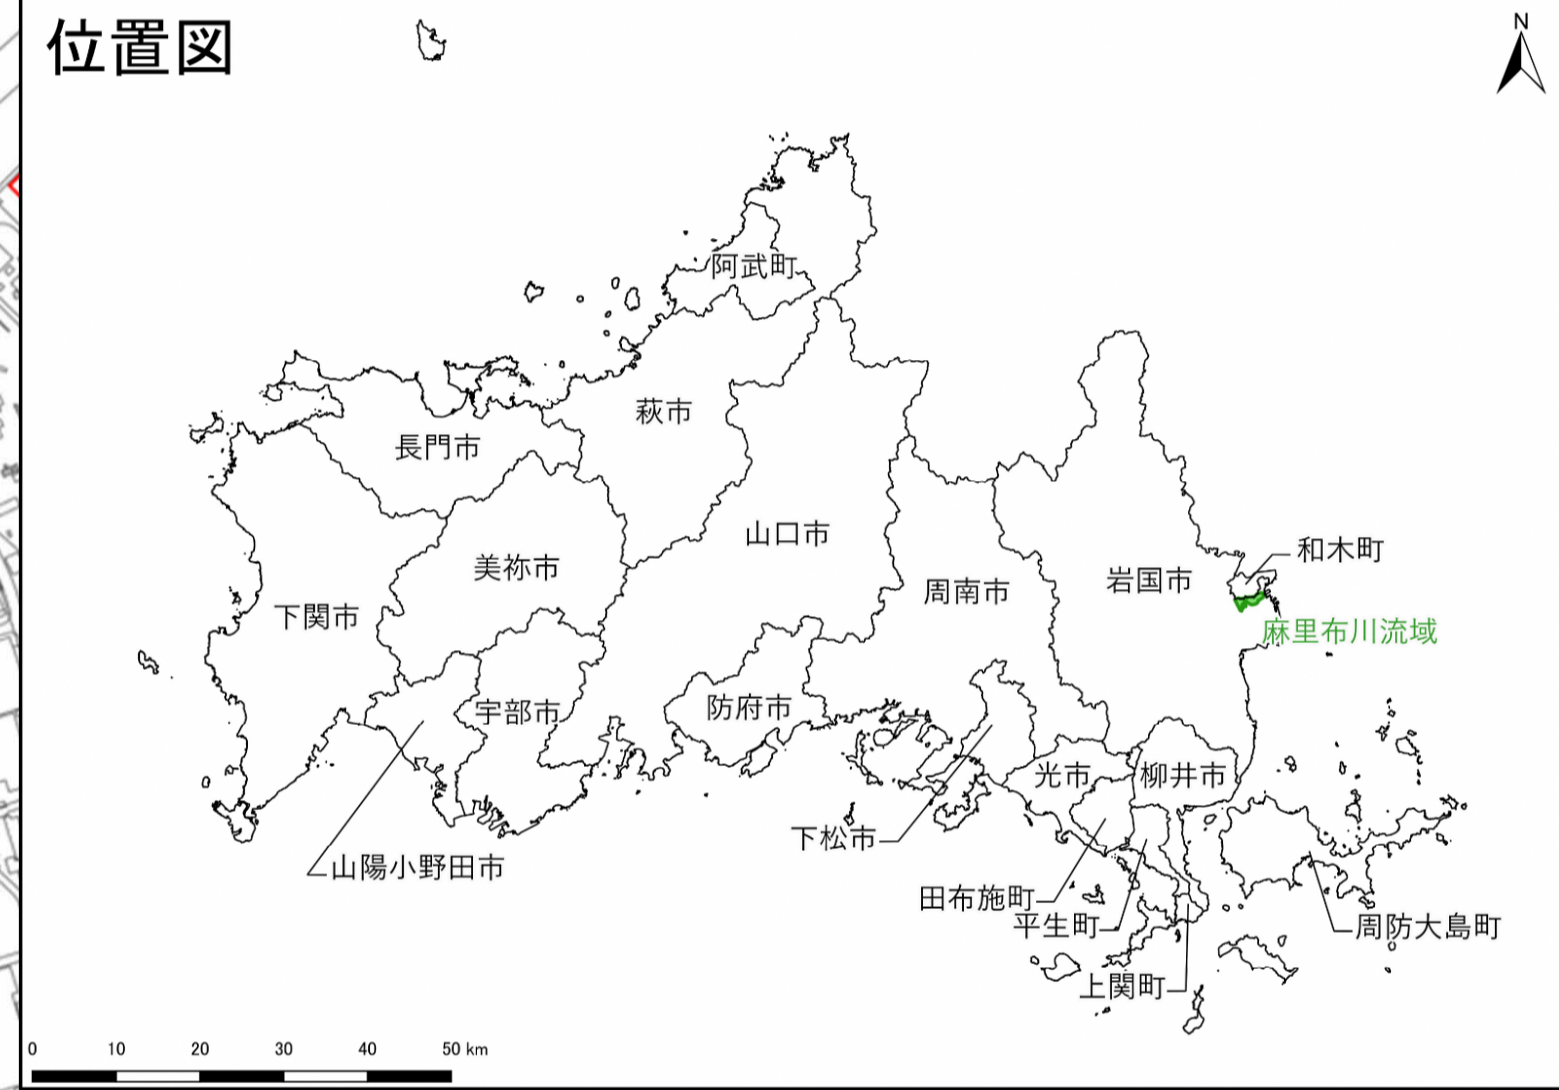 位置図
N
阿武町
萩市
長門市
山口市
和木町
美祢市
岩国市
周南市
下関市
麻里布川流域
防府市
宇部市
光市
柳井市
下松市
山陽小野田市
田布施町
平生町
周防大島町
上関町
0 10 20 30 40 50 km